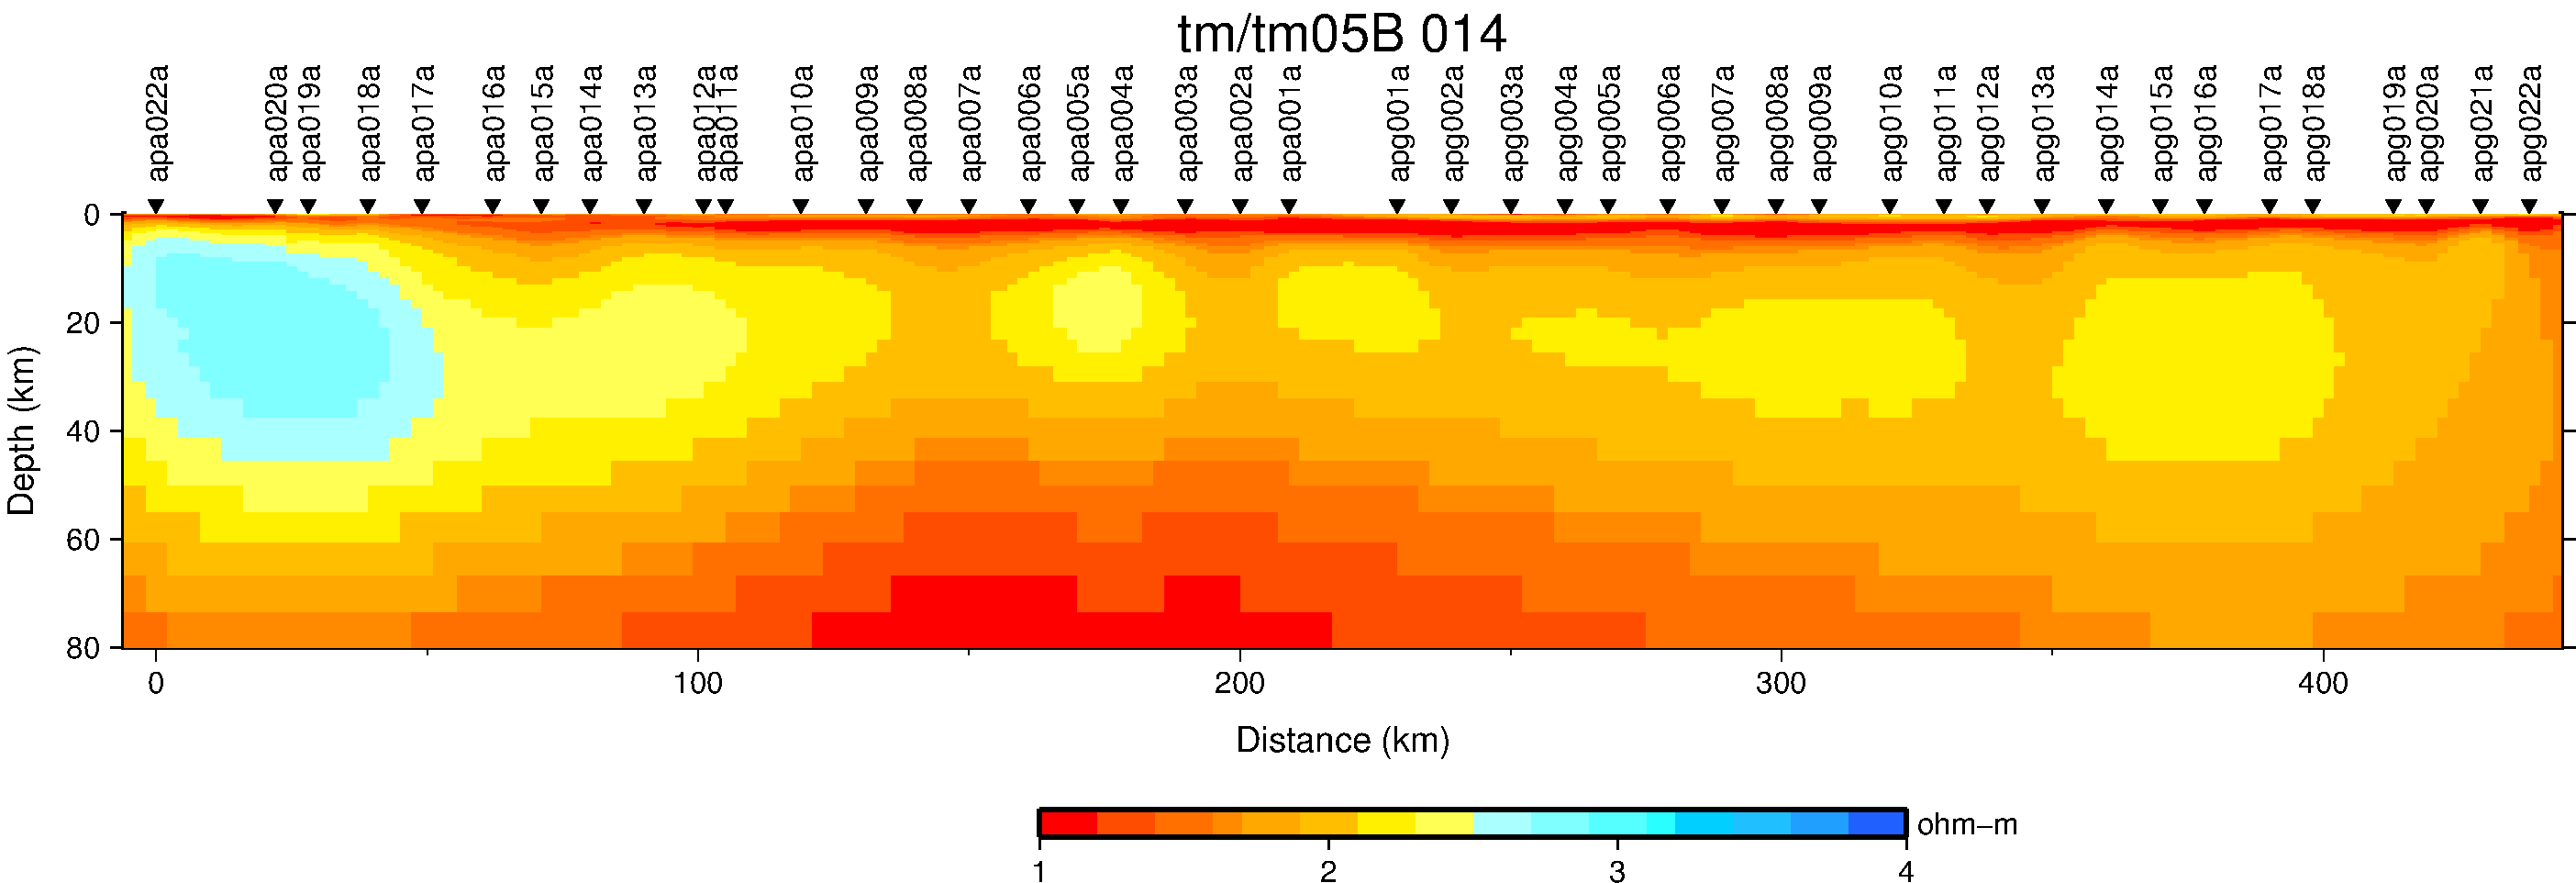 tm/tm05B 014
apa022a apa020a apa019a apa018a apa017a apa016a apa015a apa014a apa013a apa012a apa011a apa010a apa009a apa008a apa007a apa006a apa005a apa004a apa003a apa002a apa001a apg001a apg002a apg003a apg004a apg005a apg006a apg007a apg008a apg009a apg010a apg011a apg012a apg013a apg014a apg015a apg016a apg017a apg018a apg019a apg020a apg021a apg022a
0
20
40
60
80
Depth (km)
0 100 200 300 400
Distance (km)
ohm−m
1 2 3 4